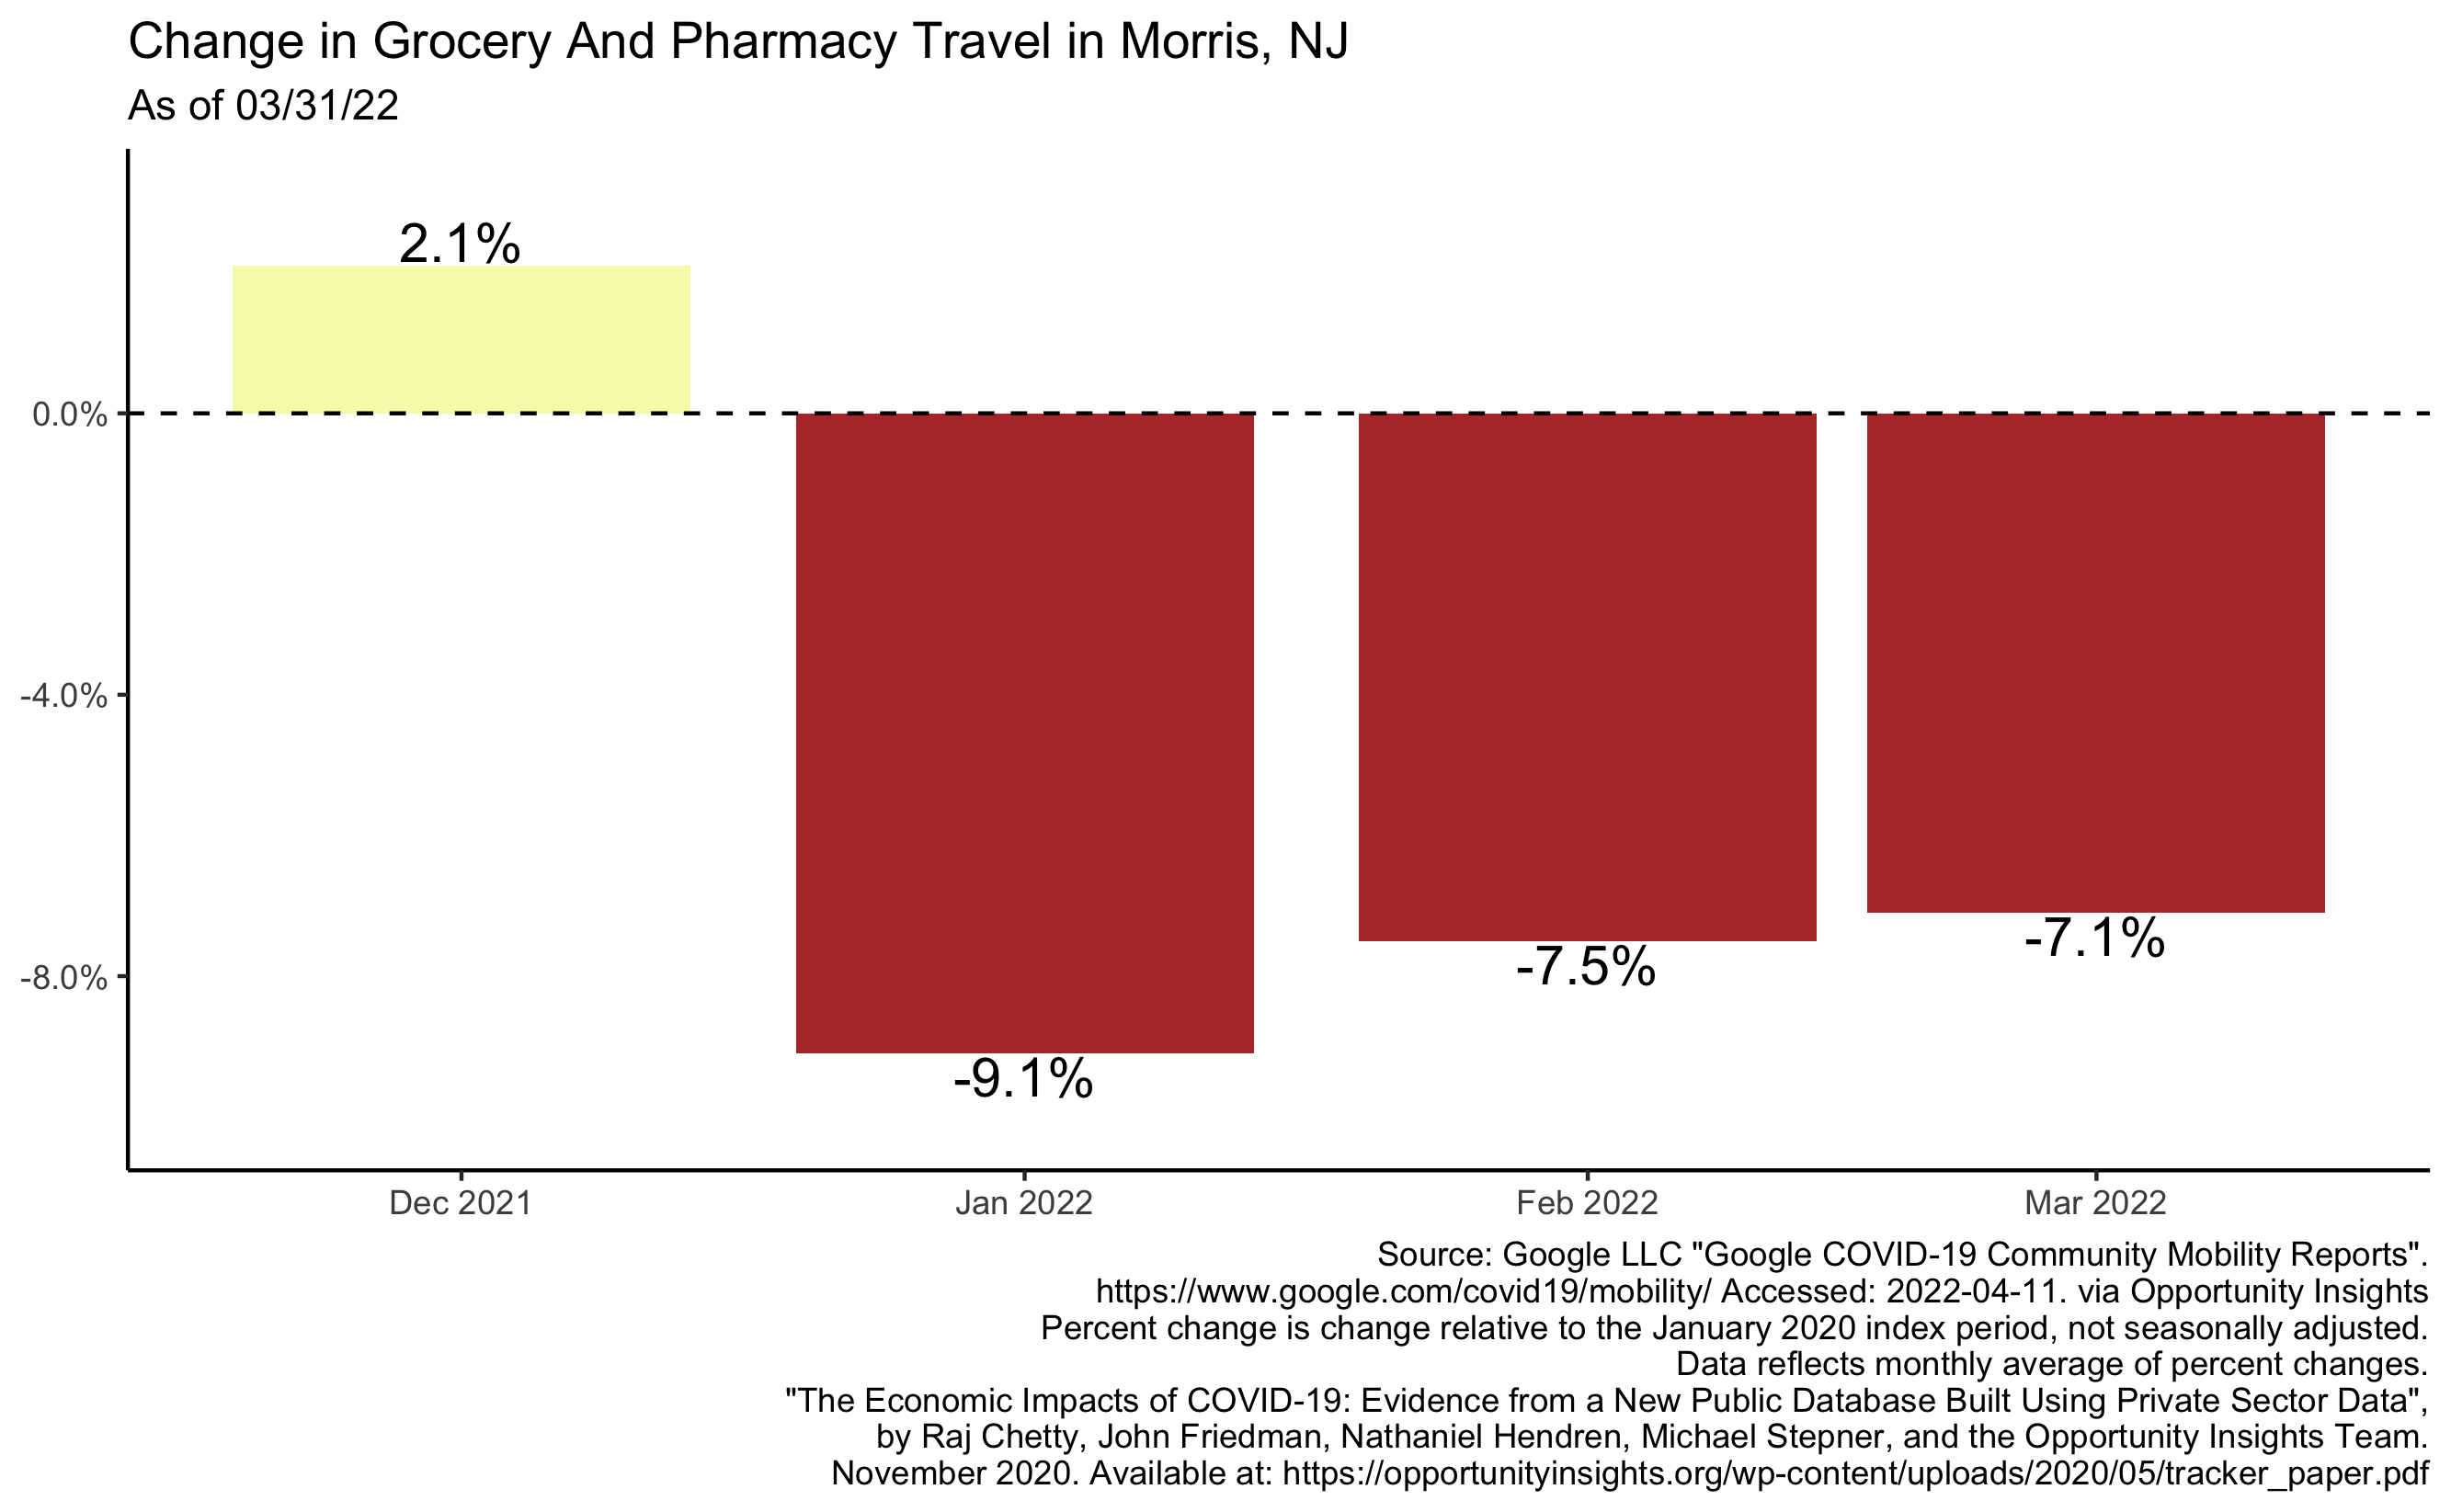 Change in Grocery And Pharmacy Travel in Morris, NJ
As of 03/31/22
2.1%
0.0%
-4.0%
-8.0%
-9.1%
-7.5%
-7.1%
Dec 2021
Jan 2022
Feb 2022
Mar 2022
Source: Google LLC "Google COVID-19 Community Mobility Reports".
https://www.google.com/covid19/mobility/ Accessed: 2022-04-11. via Opportunity Insights
Percent change is change relative to the January 2020 index period, not seasonally adjusted.
Data reflects monthly average of percent changes.
"The Economic Impacts of COVID-19: Evidence from a New Public Database Built Using Private Sector Data",
by Raj Chetty, John Friedman, Nathaniel Hendren, Michael Stepner, and the Opportunity Insights Team.
November 2020. Available at: https://opportunityinsights.org/wp-content/uploads/2020/05/tracker_paper.pdf